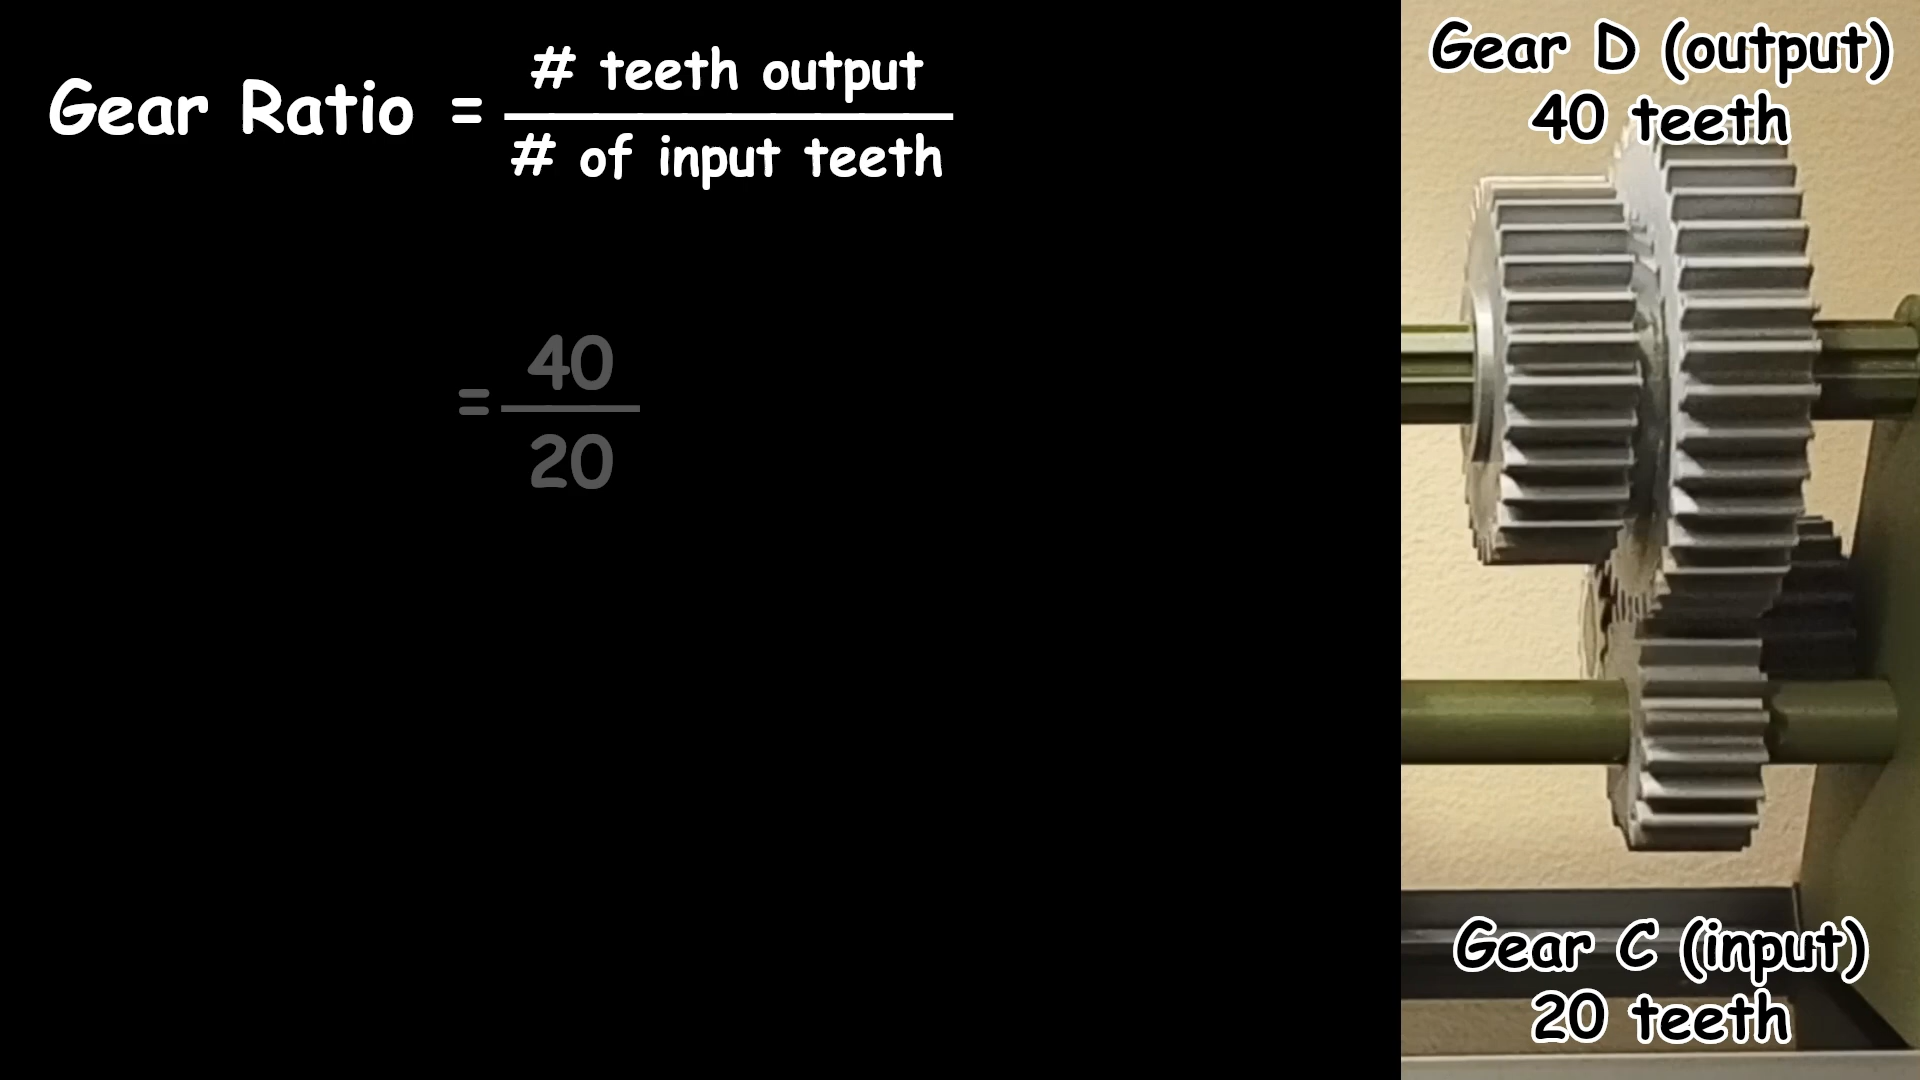 Gear Ratio = # teeth output
# of input teeth
= 40
20
Gear D (output)
40 teeth
Gear C (input)
20 teeth